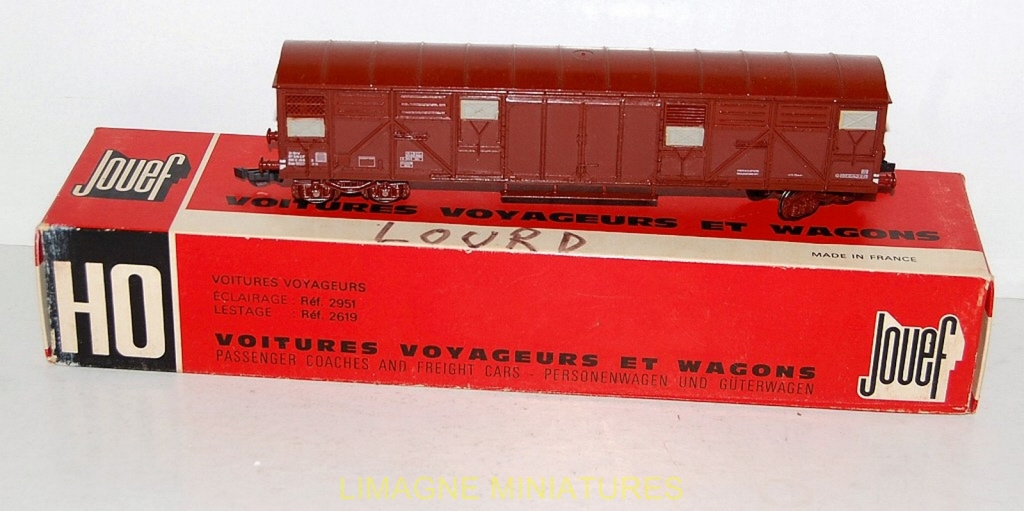 Jouef
VOITURES VOYAGEURS ET WAGONS
LOURD
MADE IN FRANCE
HO
VOITURES VOYAGEURS
ÉCLAIRAGE : Réf. 2951
LESTAGE : Réf. 2619
VOITURES VOYAGEURS ET WAGONS
PASSENGER COACHES AND FREIGHT CARS - PERSONENWAGEN UND GÜTERWAGEN
Jouef
LIMAGNE MINIATURES